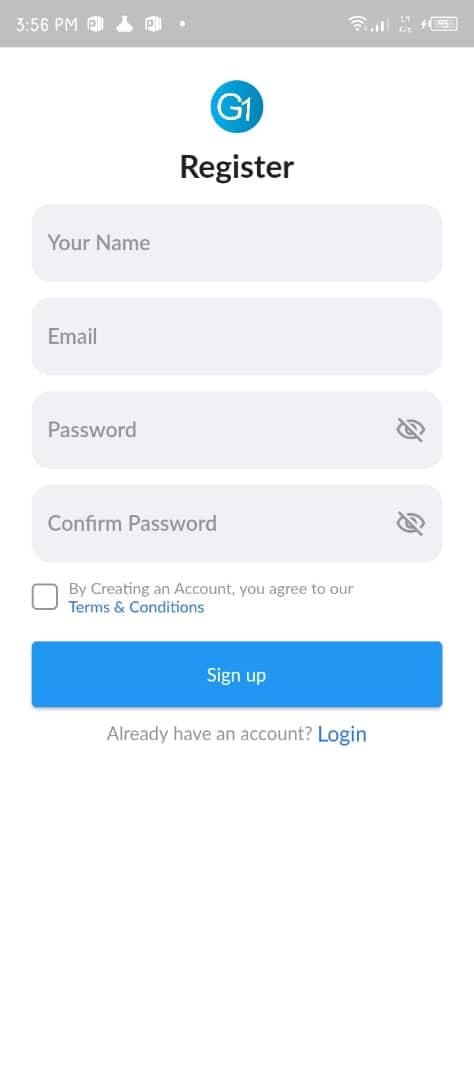 3:56 PM
95
G1
Register
Your Name
Email
Password
Confirm Password
By Creating an Account, you agree to our
Terms & Conditions
Sign up
Already have an account? Login